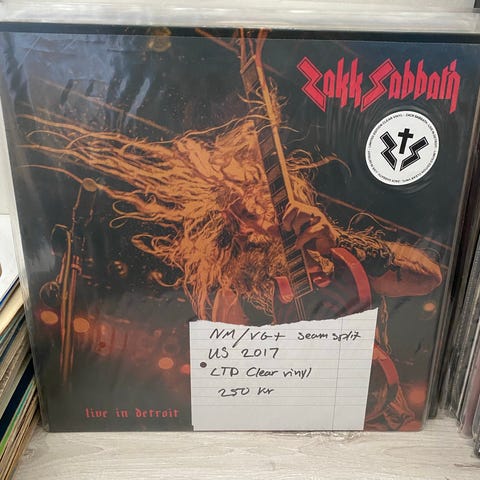 Zakk Sabbath
NM/VG+ seam split
US 2017
LTD Clear vinyl
250 Kr
live in detroit